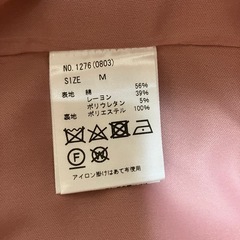 NO.1276(0803)
SIZE M
表地 綿 56%
レーヨン 39%
ポリウレタン 5%
裏地 ポリエステル 100%
F W
アイロン掛けはあて布使用